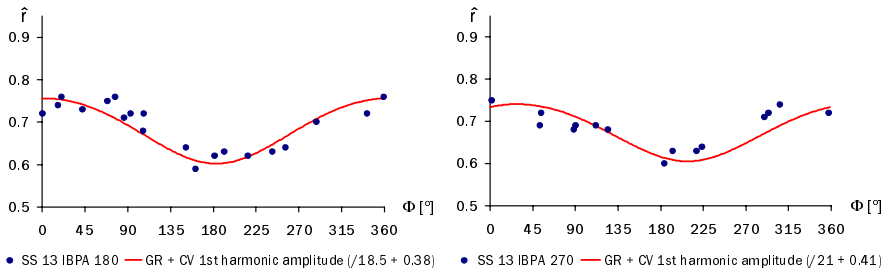 r̂
0.9
0.8
0.7
0.6
0.5
0 45 90 135 180 225 270 315 360
Φ [º]
SS 13 IBPA 180 GR + CV 1st harmonic amplitude (/18.5 + 0.38)
r̂
0.9
0.8
0.7
0.6
0.5
0 45 90 135 180 225 270 315 360
Φ [º]
SS 13 IBPA 270 GR + CV 1st harmonic amplitude (/21 + 0.41)